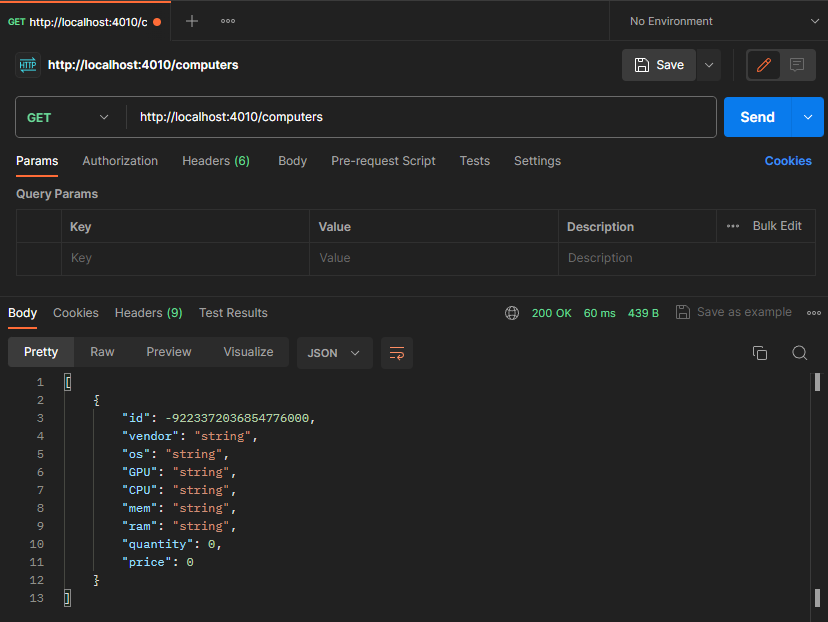 GET http://localhost:4010/c
No Environment
HTTP http://localhost:4010/computers
Save
GET http://localhost:4010/computers Send
Params Authorization Headers (6) Body Pre-request Script Tests Settings Cookies
Query Params
Key Value Description Bulk Edit
Key Value Description
Body Cookies Headers (9) Test Results 200 OK 60 ms 439 B Save as example
Pretty Raw Preview Visualize JSON
1 [
2 {
3 "id": -9223372036854776000,
4 "vendor": "string",
5 "os": "string",
6 "GPU": "string",
7 "CPU": "string",
8 "mem": "string",
9 "ram": "string",
10 "quantity": 0,
11 "price": 0
12 }
13 ]